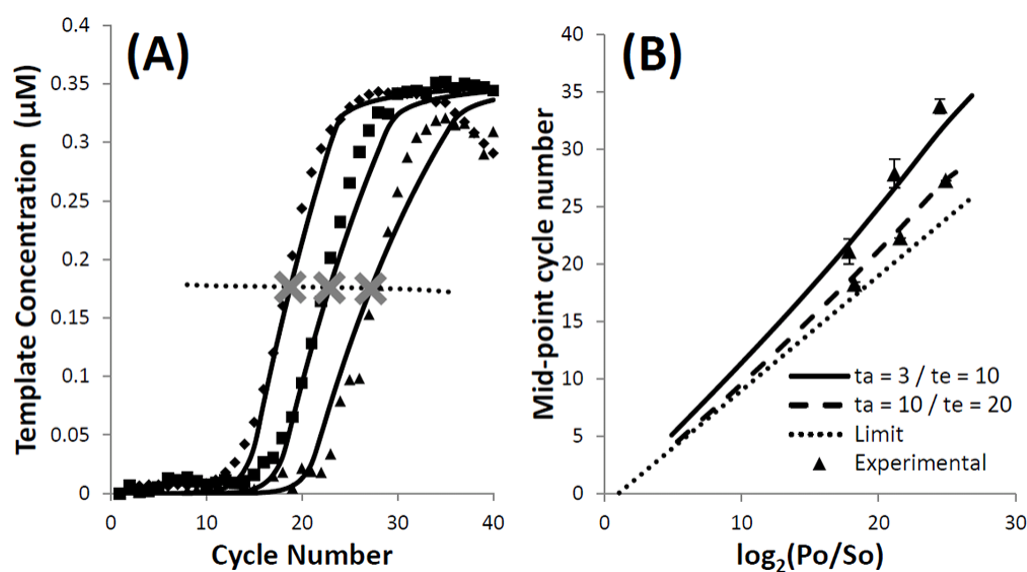 (A)
Template Concentration (µM)
0.4
0.35
0.3
0.25
0.2
0.15
0.1
0.05
0
0 10 20 30 40
Cycle Number
(B)
Mid-point cycle number
40
35
30
25
20
15
10
5
0
0 10 20 30
log₂(Po/So)
ta = 3 / te = 10
ta = 10 / te = 20
Limit
Experimental